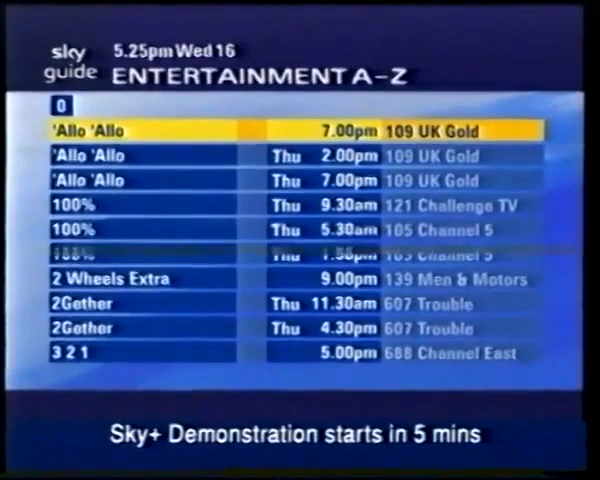 sky guide 5.25pm Wed 16
ENTERTAINMENT A–Z
0
'Allo 'Allo 7.00pm 109 UK Gold
'Allo 'Allo Thu 2.00pm 109 UK Gold
'Allo 'Allo Thu 7.00pm 109 UK Gold
100% Thu 9.30am 121 Challenge TV
100% Thu 5.30am 105 Channel 5
100% Thu 105 Channel 5
2 Wheels Extra 9.00pm 139 Men & Motors
2Gether Thu 11.30am 607 Trouble
2Gether Thu 4.30pm 607 Trouble
3 2 1 5.00pm 688 Channel East
Sky+ Demonstration starts in 5 mins